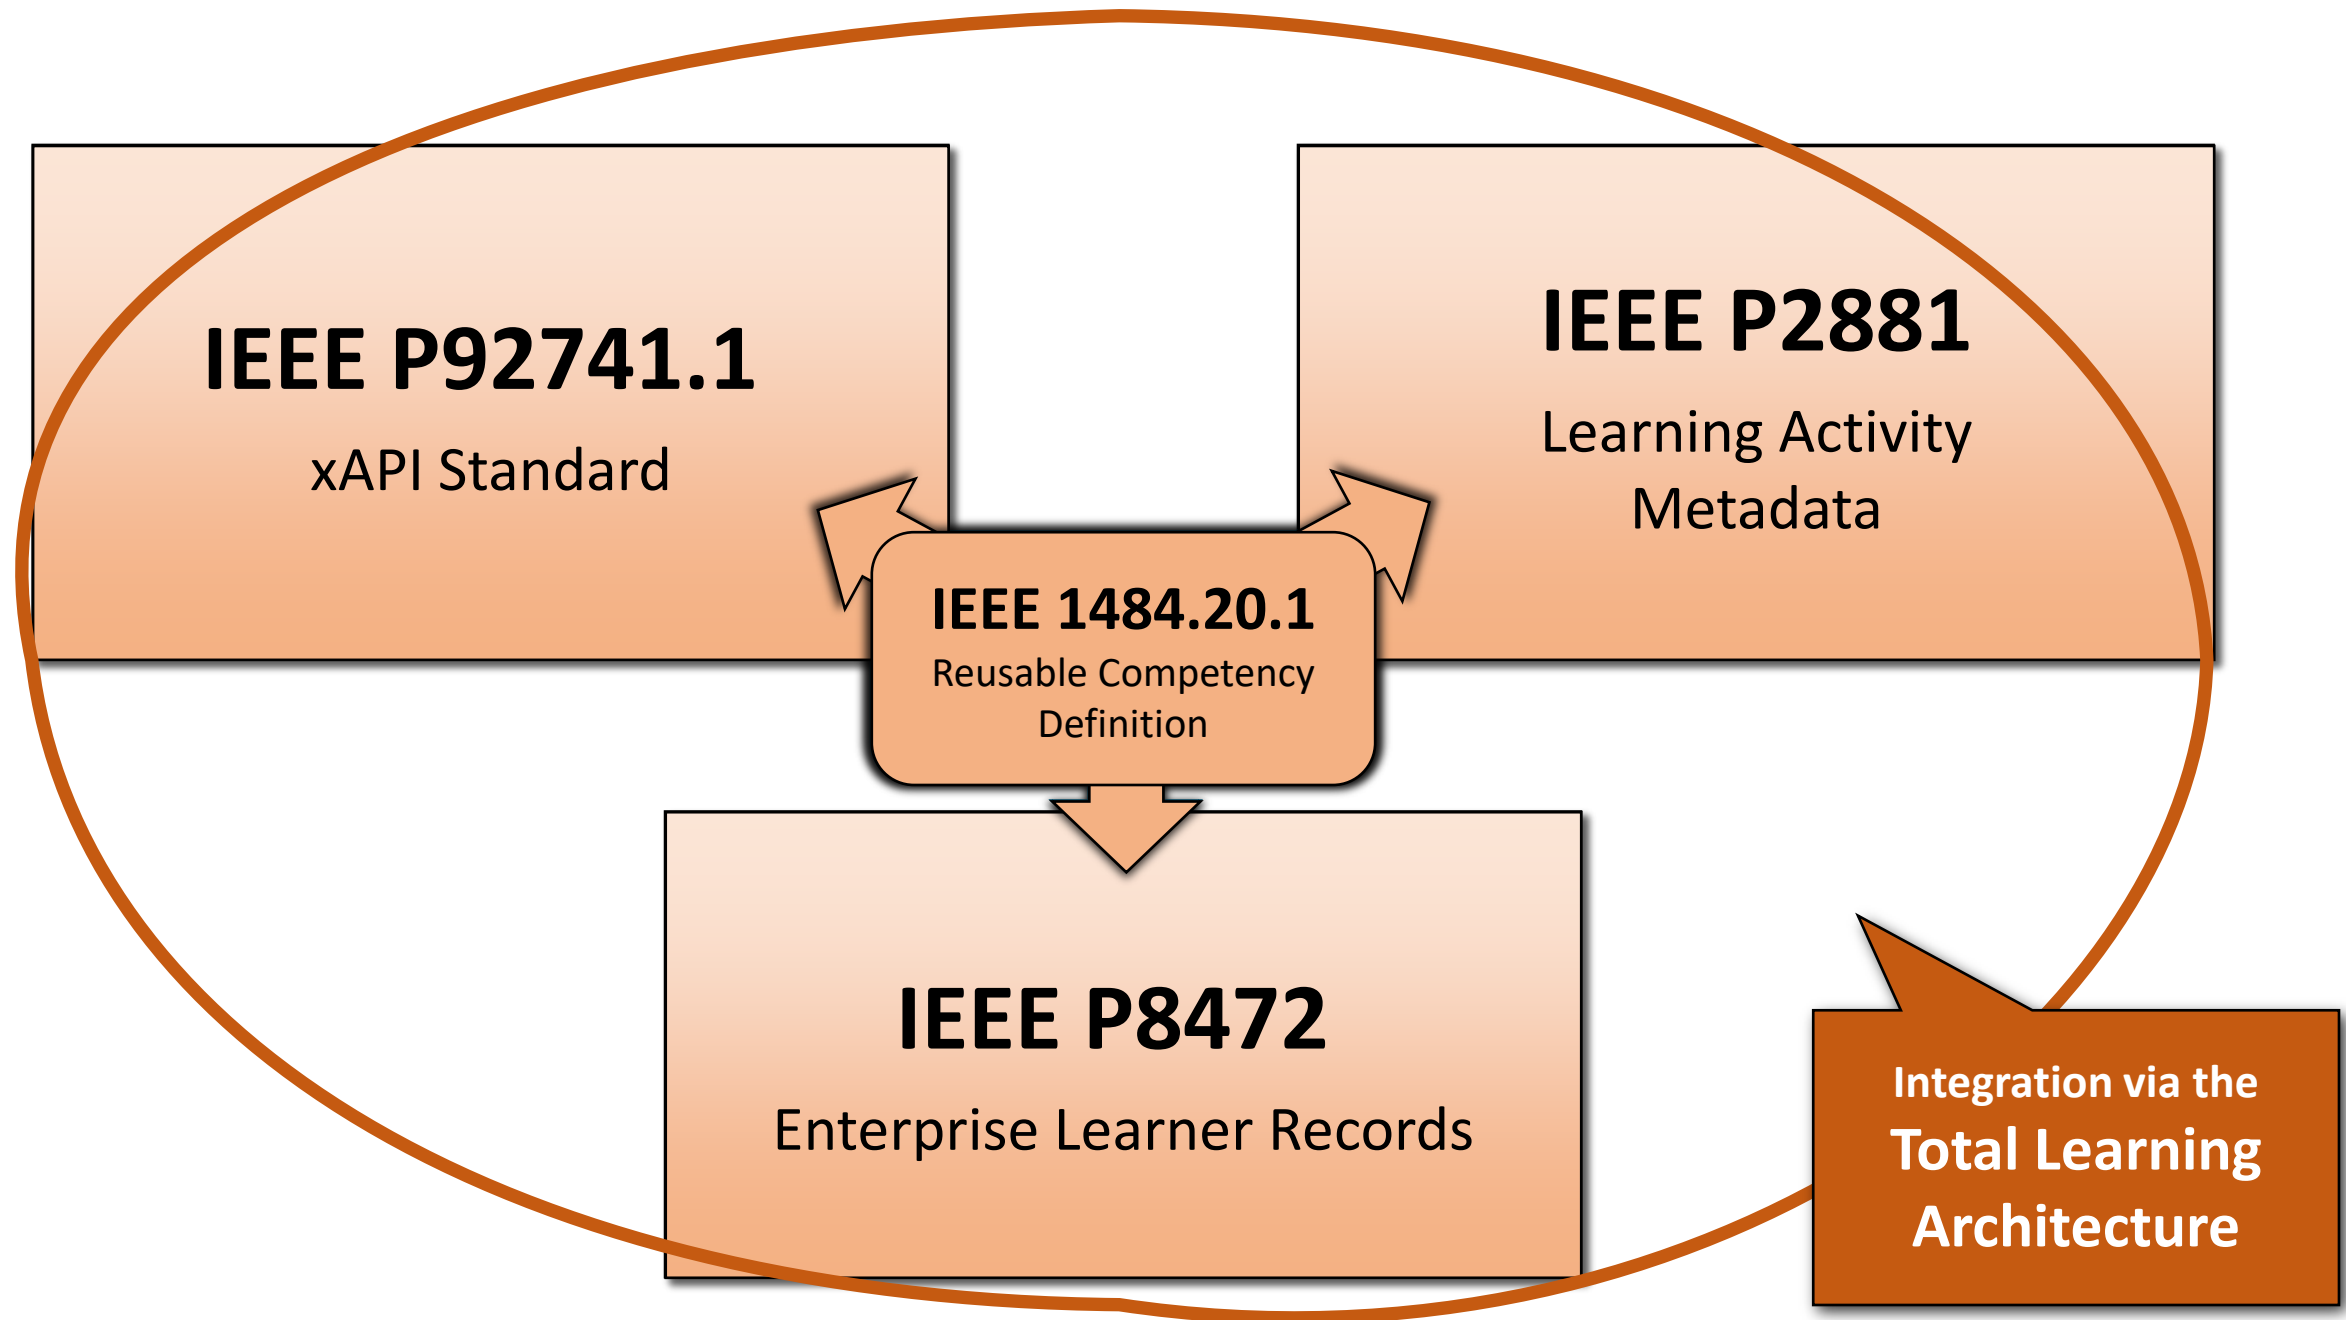 IEEE P92741.1
xAPI Standard
IEEE P2881
Learning Activity
Metadata
IEEE 1484.20.1
Reusable Competency
Definition
IEEE P8472
Enterprise Learner Records
Integration via the
Total Learning
Architecture